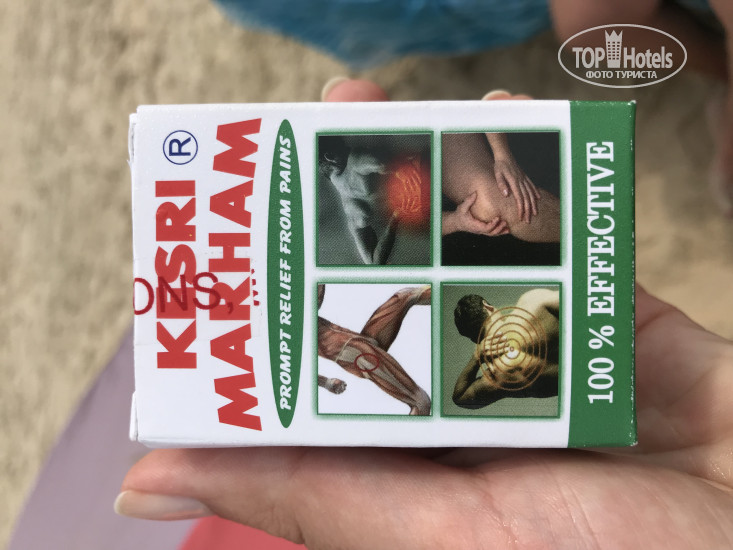 KESRI ®
MARHAM
PROMPT RELIEF FROM PAINS
100 % EFFECTIVE
ONS,
TOP Hotels
ФОТО ТУРИСТА